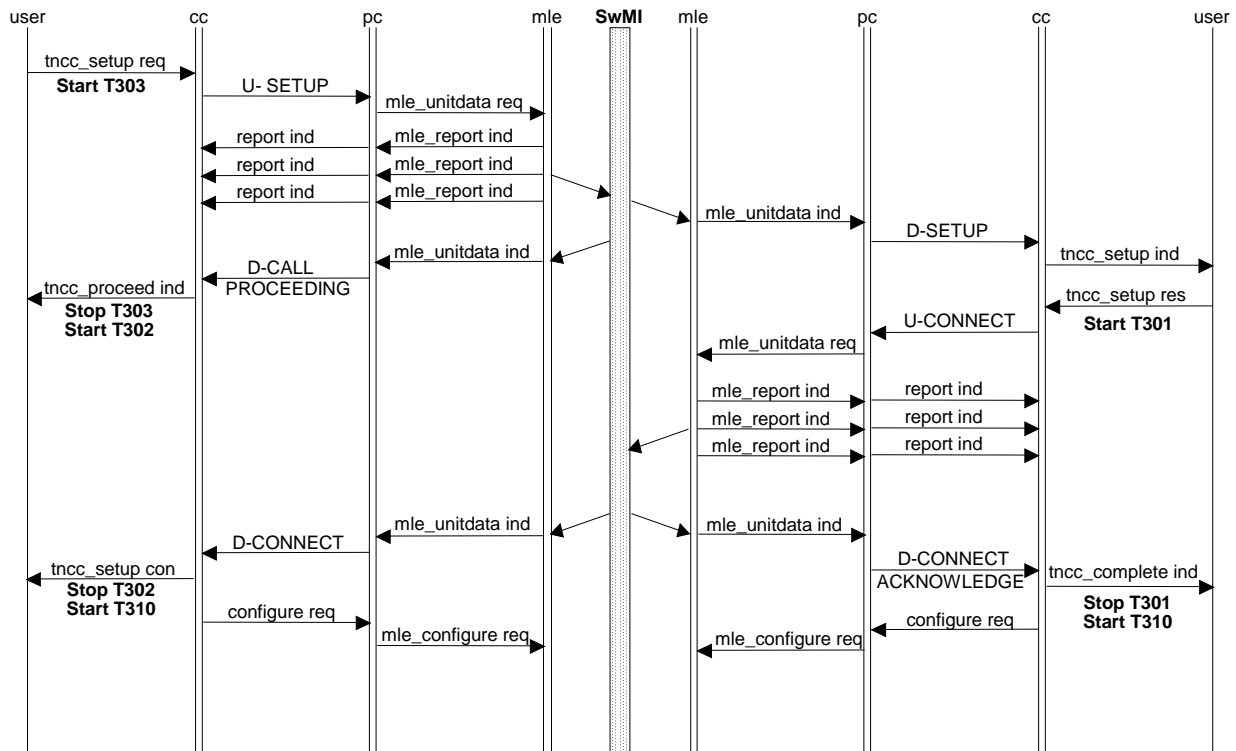 user cc pc mle SwMI mle pc cc user
tncc_setup req
Start T303
U- SETUP
mle_unitdata req
report ind
mle_report ind
report ind
mle_report ind
report ind
mle_report ind
mle_unitdata ind
D-SETUP
mle_unitdata ind
tncc_setup ind
D-CALL
PROCEEDING
tncc_proceed ind
Stop T303
Start T302
tncc_setup res
Start T301
U-CONNECT
mle_unitdata req
mle_report ind
report ind
mle_report ind
report ind
mle_report ind
report ind
mle_unitdata ind
mle_unitdata ind
D-CONNECT
D-CONNECT
ACKNOWLEDGE
tncc_setup con
Stop T302
Start T310
tncc_complete ind
Stop T301
Start T310
configure req
configure req
mle_configure req
mle_configure req